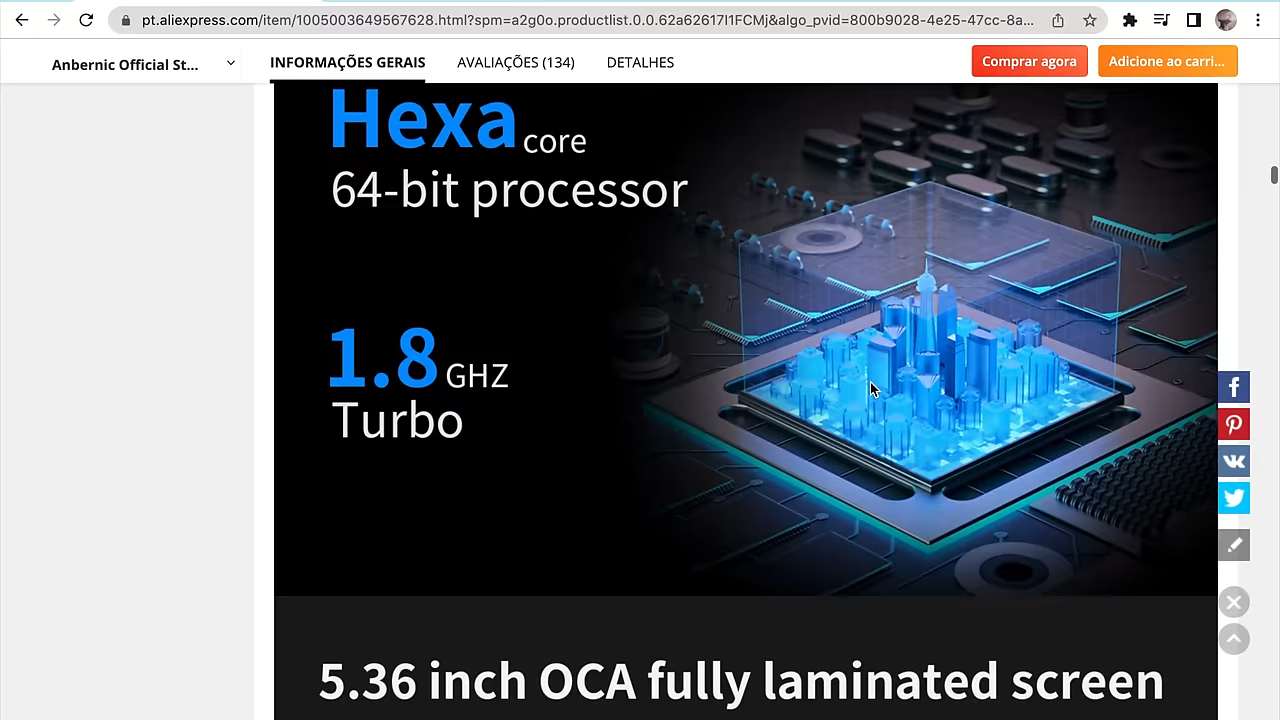 pt.aliexpress.com/item/1005003649567628.html?spm=a2g0o.productlist.0.0.62a62617l1FCMj&algo_pvid=800b9028-4e25-47cc-8a...
Anbernic Official St...
INFORMAÇÕES GERAIS
AVALIAÇÕES (134)
DETALHES
Comprar agora
Adicione ao carri...
Hexa core
64-bit processor
1.8 GHZ
Turbo
5.36 inch OCA fully laminated screen